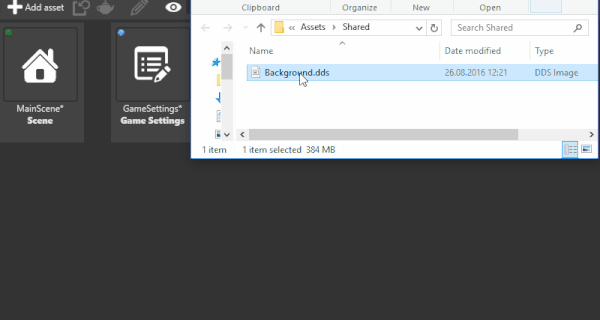 Add asset
MainScene*
Scene
GameSettings*
Game Settings
Clipboard
Organize
New
Open
« Assets > Shared
Search Shared
Name
Date modified
Type
Background.dds
26.08.2016 12:21
DDS Image
1 item
1 item selected 384 MB